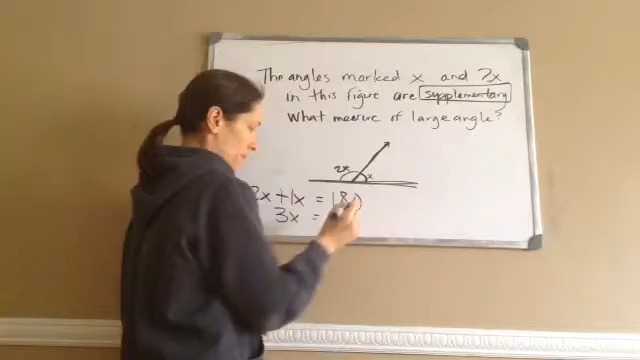 The angles marked x and 2x
in this figure are supplementary
What measure of large angle?
2x
x
2x + 1x = 180
3x =